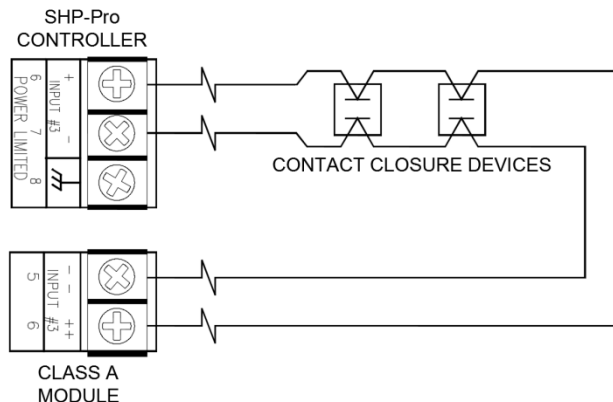 SHP-Pro
CONTROLLER
6 7 8
POWER LIMITED
+ INPUT #3 -
CONTACT CLOSURE DEVICES
5 6
- - INPUT #3 ++
CLASS A
MODULE